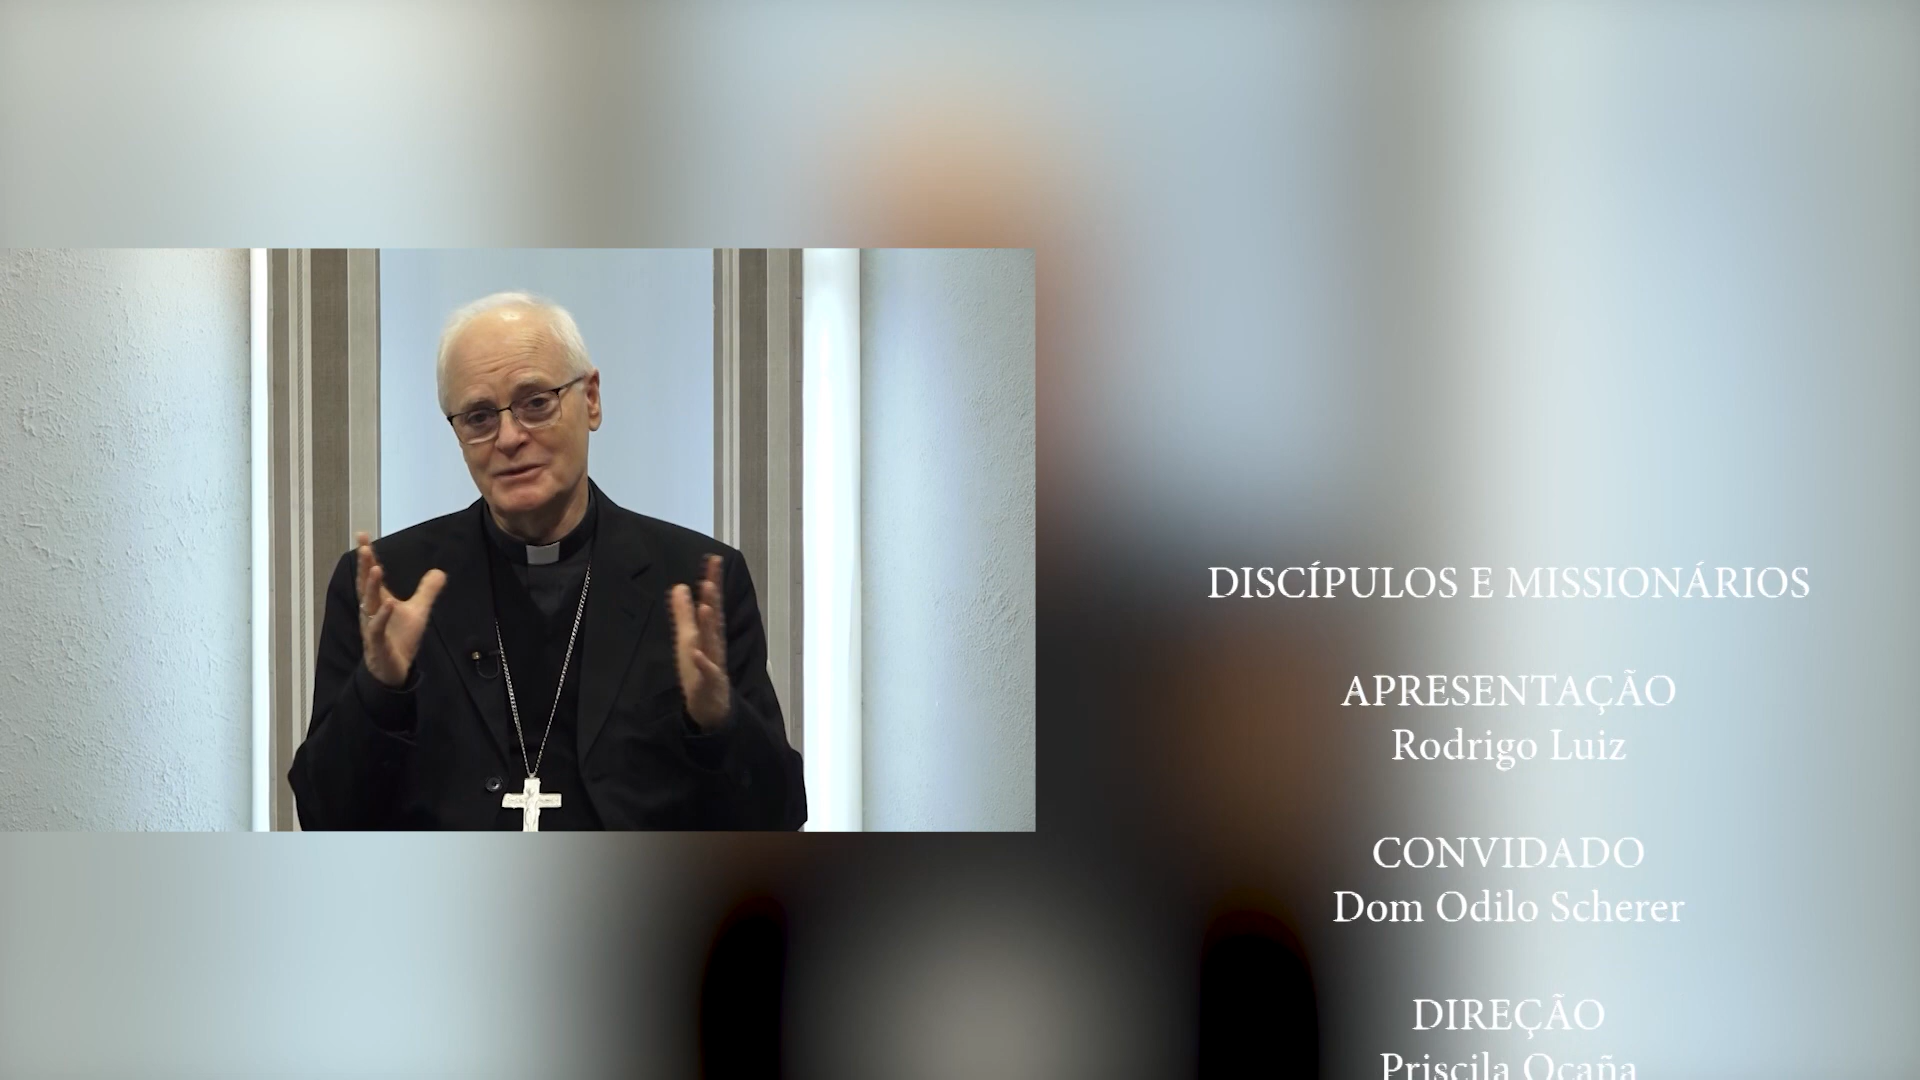 DISCÍPULOS E MISSIONÁRIOS
APRESENTAÇÃO
Rodrigo Luiz
CONVIDADO
Dom Odilo Scherer
DIREÇÃO
Priscila Ocaña